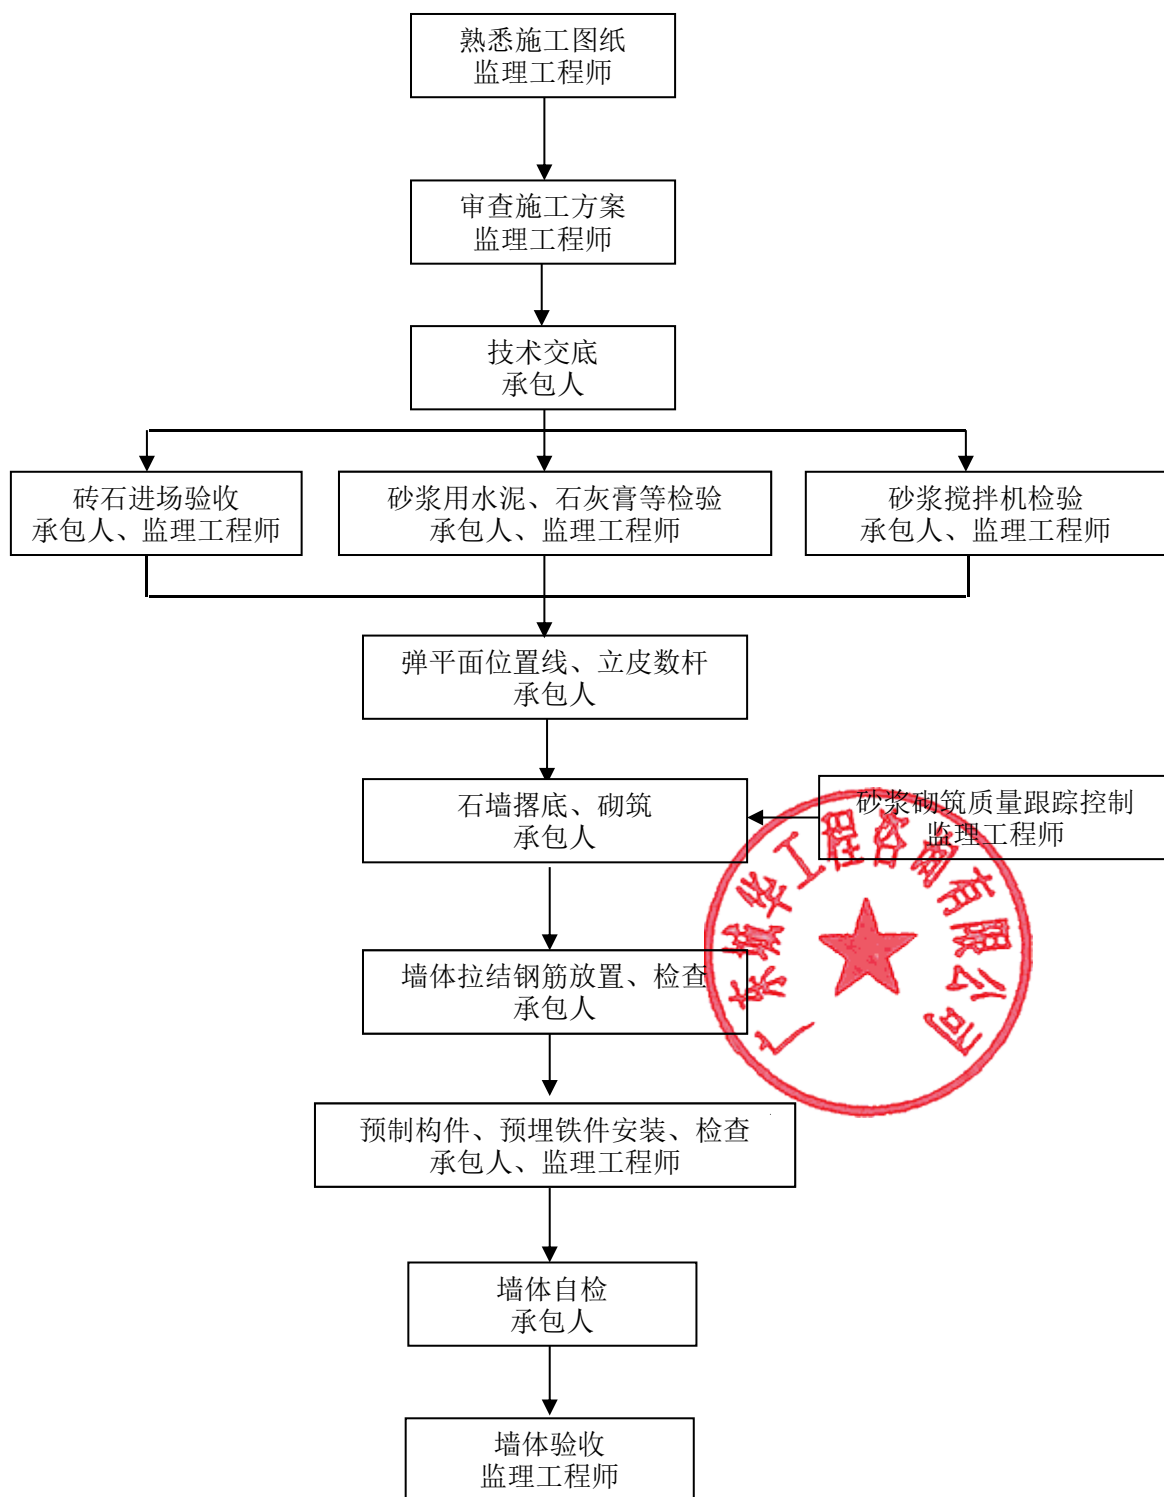 熟悉施工图纸
监理工程师
审查施工方案
监理工程师
技术交底
承包人
砖石进场验收
承包人、监理工程师
砂浆用水泥、石灰膏等检验
承包人、监理工程师
砂浆搅拌机检验
承包人、监理工程师
弹平面位置线、立皮数杆
承包人
石墙撂底、砌筑
承包人
砂浆砌筑质量跟踪控制
监理工程师
广东城华工程咨询有限公司
墙体拉结钢筋放置、检查
承包人
预制构件、预埋铁件安装、检查
承包人、监理工程师
墙体自检
承包人
墙体验收
监理工程师